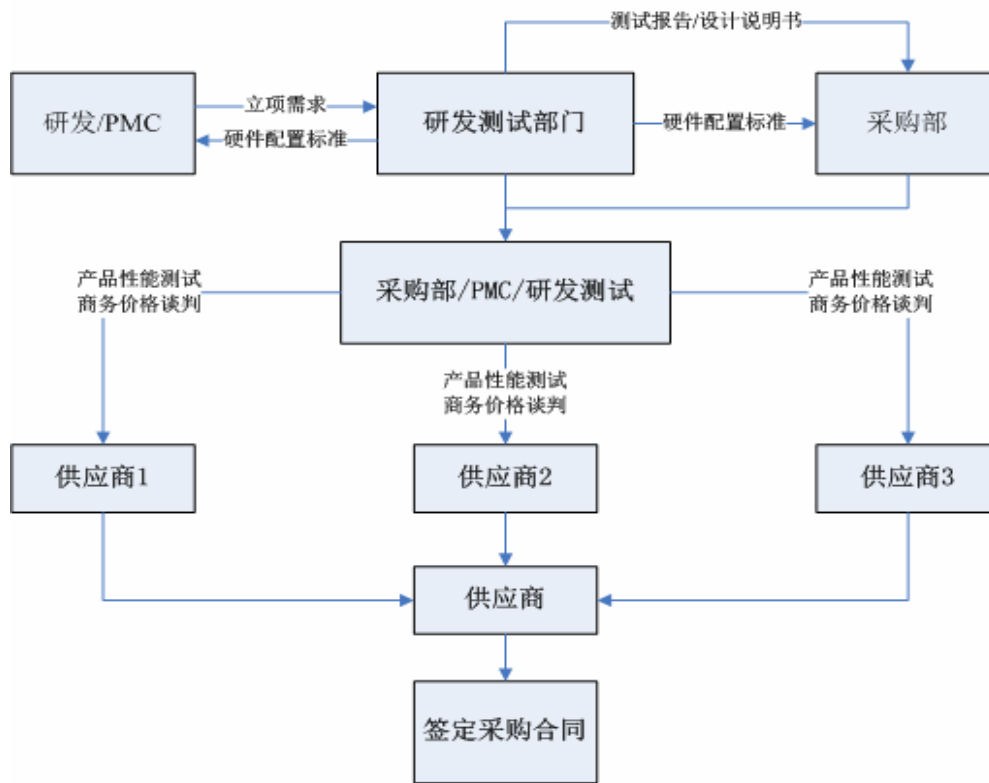 测试报告/设计说明书
研发/PMC
立项需求
硬件配置标准
研发测试部门
硬件配置标准
采购部
产品性能测试
商务价格谈判
采购部/PMC/研发测试
产品性能测试
商务价格谈判
产品性能测试
商务价格谈判
供应商1
供应商2
供应商3
供应商
签定采购合同